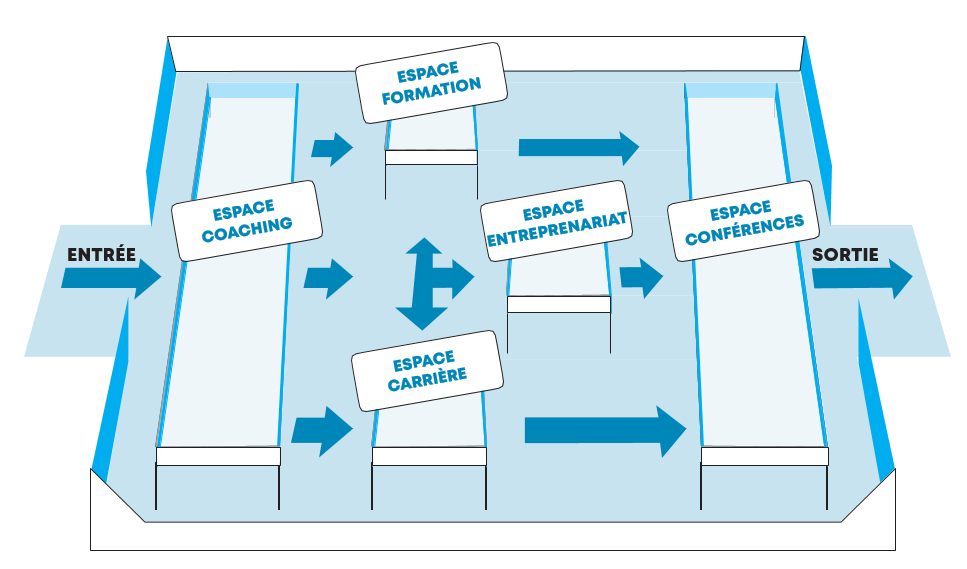 ESPACE
FORMATION
ESPACE
COACHING
ESPACE
ENTREPRENARIAT
ESPACE
CONFÉRENCES
ENTRÉE
SORTIE
ESPACE
CARRIÈRE